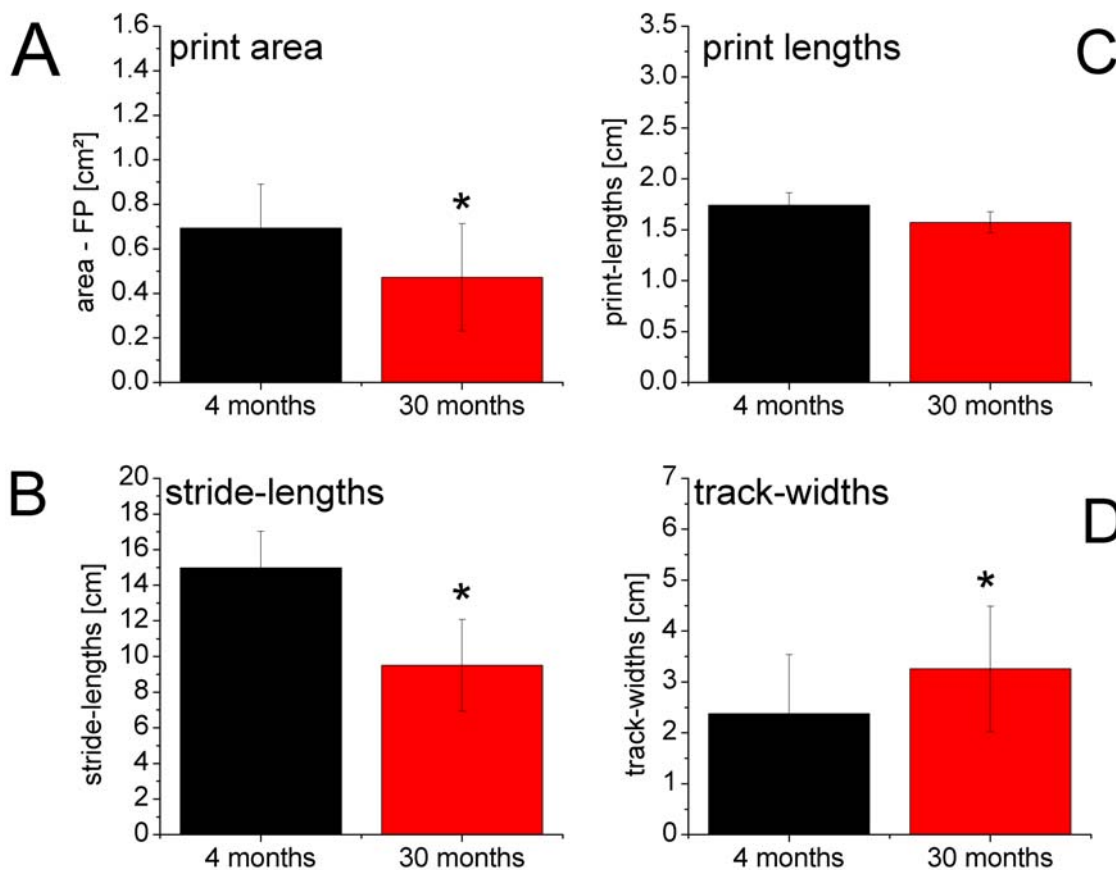 A
print area
area - FP [cm²]
1.6
1.4
1.2
1.0
0.8
0.6
0.4
0.2
0.0
*
4 months
30 months
C
print lengths
print-lengths [cm]
3.5
3.0
2.5
2.0
1.5
1.0
0.5
0.0
4 months
30 months
B
stride-lengths
stride-lengths [cm]
20
18
16
14
12
10
8
6
4
2
0
*
4 months
30 months
D
track-widths
track-widths [cm]
7
6
5
4
3
2
1
0
*
4 months
30 months